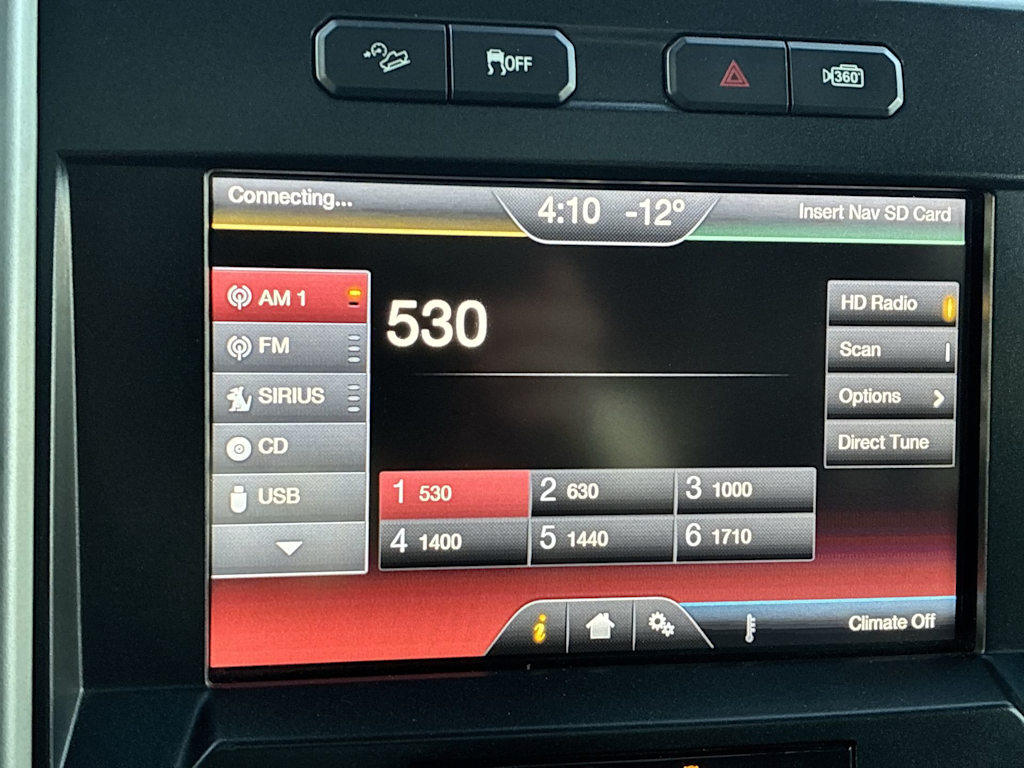 OFF
360°
Connecting...
4:10 -12°
Insert Nav SD Card
AM 1
FM
SIRIUS
CD
USB
530
HD Radio
Scan
Options
Direct Tune
1 530
2 630
3 1000
4 1400
5 1440
6 1710
i
Climate Off